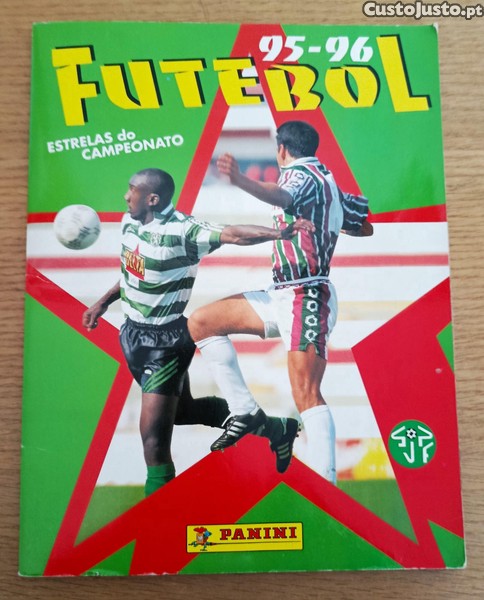 CustoJusto.pt
95-96
FUTEBOL
ESTRELAS do
CAMPEONATO
PANINI